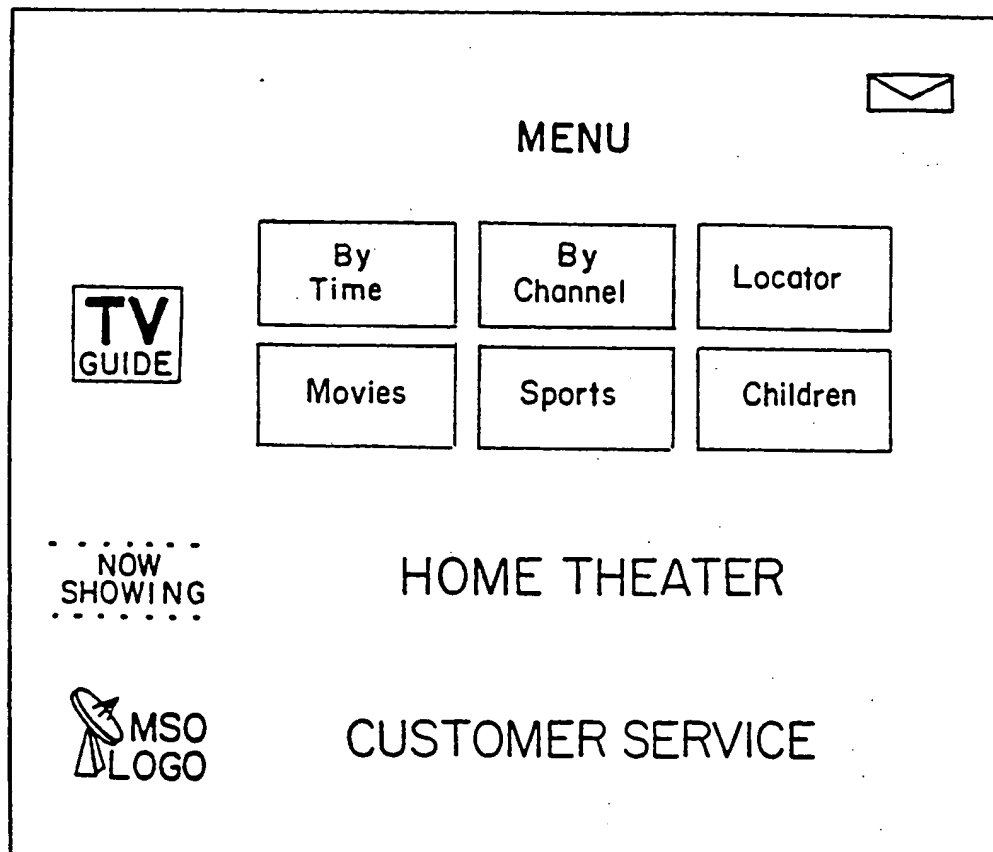 MENU
By
Time
By
Channel
Locator
TV
GUIDE
Movies
Sports
Children
NOW
SHOWING
HOME THEATER
MSO
LOGO
CUSTOMER SERVICE